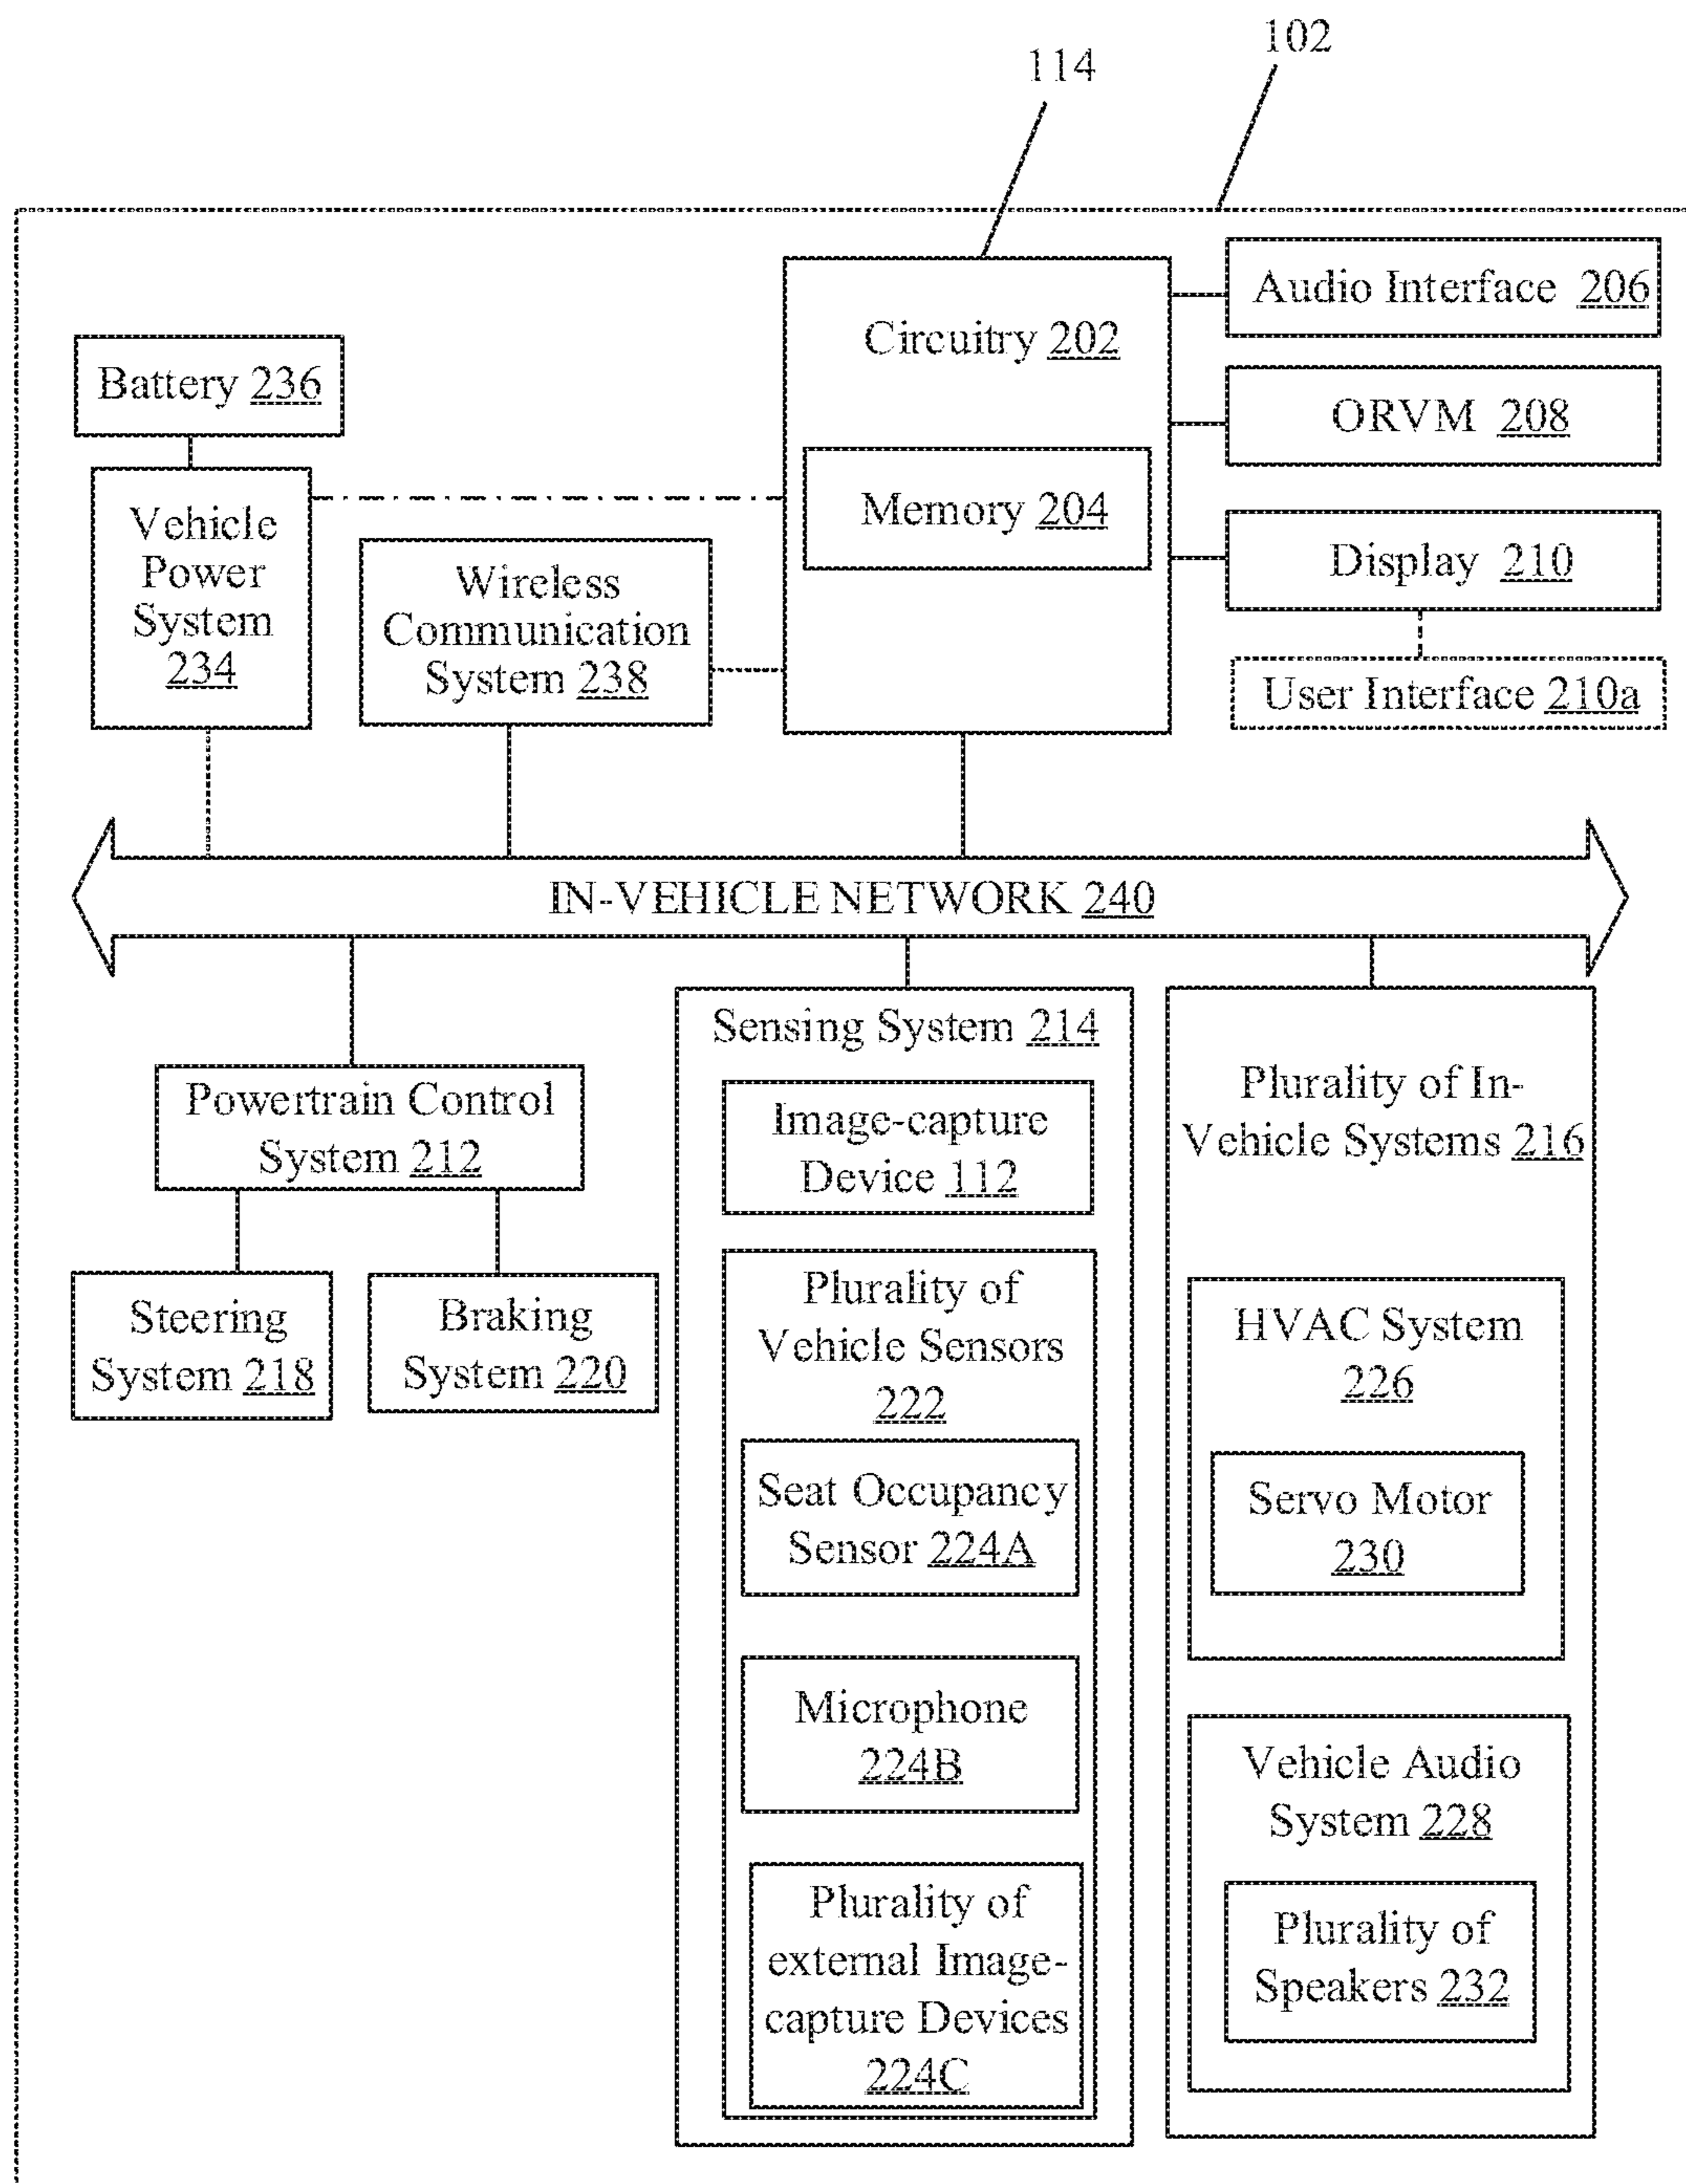 102
114
Audio Interface 206
Circuitry 202
Battery 236
ORVM 208
Memory 204
Vehicle
Power
System
234
Display 210
Wireless
Communication
System 238
User Interface 210a
IN-VEHICLE NETWORK 240
Powertrain Control
System 212
Steering
System 218
Braking
System 220
Sensing System 214
Image-capture
Device 112
Plurality of
Vehicle Sensors
222
Seat Occupancy
Sensor 224A
Microphone
224B
Plurality of
external Image-
capture Devices
224C
Plurality of In-
Vehicle Systems 216
HVAC System
226
Servo Motor
230
Vehicle Audio
System 228
Plurality of
Speakers 232